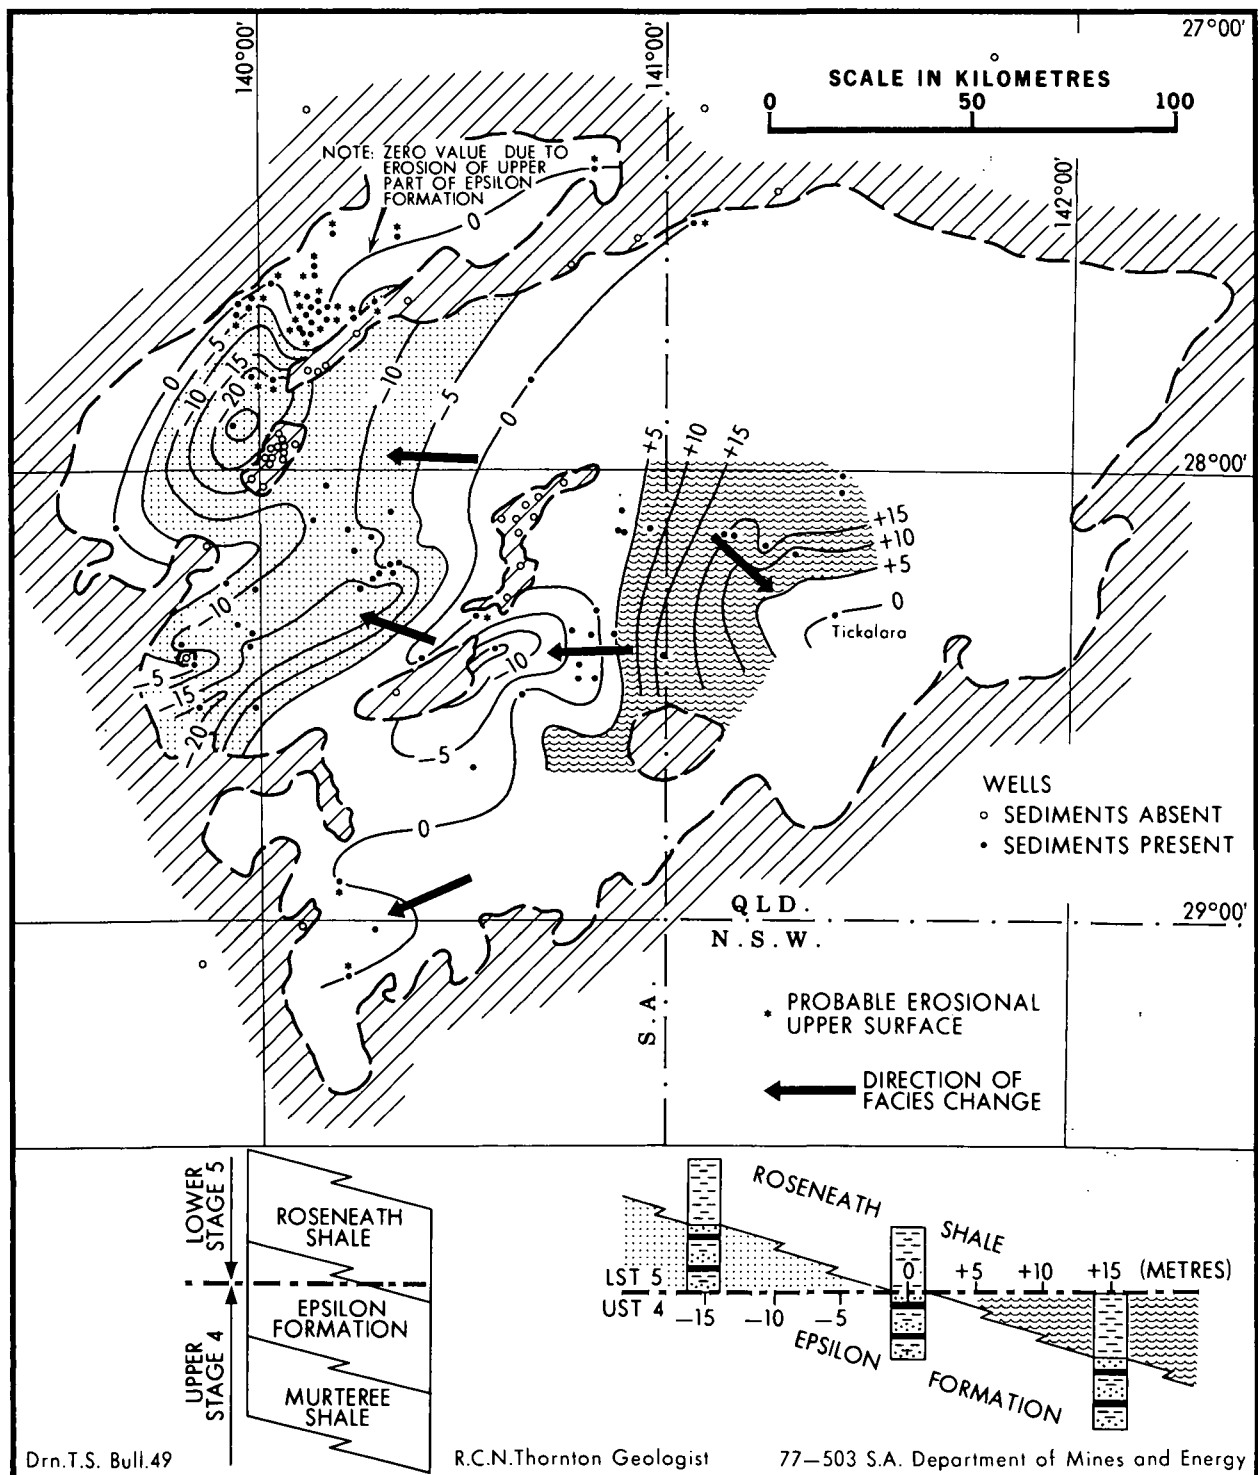 140°00'
141°00'
27°00'
SCALE IN KILOMETRES
0 50 100
142°00'
NOTE: ZERO VALUE DUE TO
EROSION OF UPPER
PART OF EPSILON
FORMATION
0
0
-5
-10
-15
-20
-10
-5
0
+5
+10
+15
28°00'
+15
+10
+5
0
Tickalara
-10
-5
-15
-20
-10
-5
0
0
WELLS
SEDIMENTS ABSENT
SEDIMENTS PRESENT
QLD.
N.S.W.
29°00'
S.A.
* PROBABLE EROSIONAL
UPPER SURFACE
DIRECTION OF
FACIES CHANGE
LOWER
STAGE 5
UPPER
STAGE 4
ROSENEATH
SHALE
EPSILON
FORMATION
MURTEREE
SHALE
ROSENEATH SHALE
LST 5
UST 4
0 +5 +10 +15 (METRES)
-15 -10 -5
EPSILON FORMATION
Drn.T.S. Bull.49
R.C.N.Thornton Geologist
77-503 S.A. Department of Mines and Energy